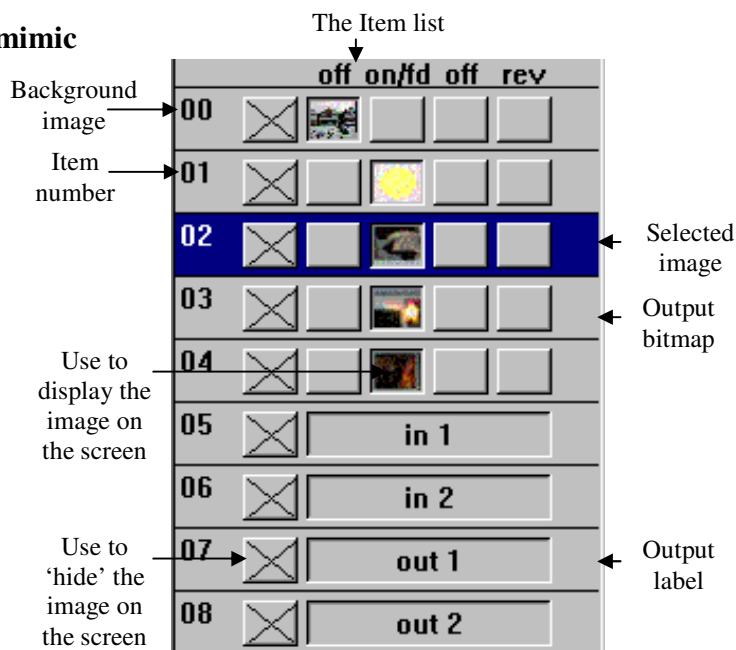 The Item list
mimic
off on/fd off rev
Background
image
00
Item
number
01
02
Selected
image
03
Output
bitmap
Use to
display the
image on
the screen
04
05
in 1
06
in 2
Use to
‘hide’ the
image on
the screen
07
out 1
Output
label
08
out 2